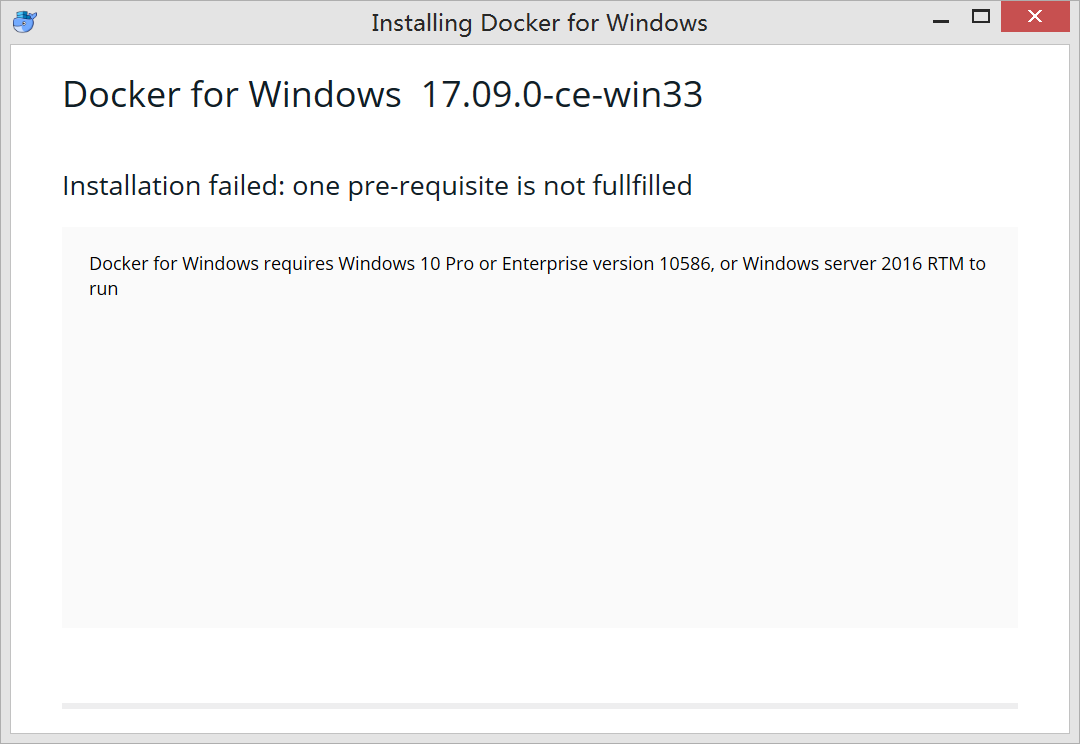 Installing Docker for Windows
Docker for Windows 17.09.0-ce-win33
Installation failed: one pre-requisite is not fullfilled
Docker for Windows requires Windows 10 Pro or Enterprise version 10586, or Windows server 2016 RTM to
run